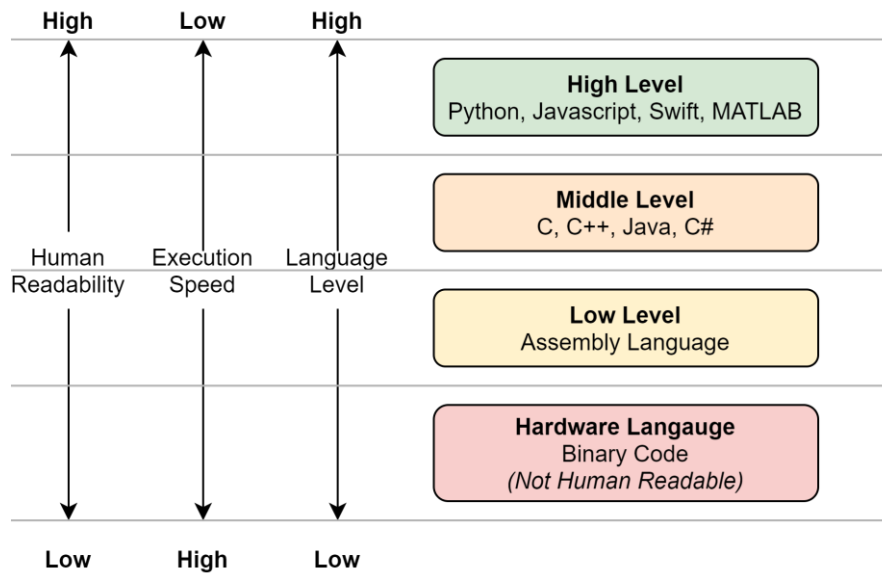 High
Low
High
High Level
Python, Javascript, Swift, MATLAB
Middle Level
C, C++, Java, C#
Human
Readability
Execution
Speed
Language
Level
Low Level
Assembly Language
Hardware Langauge
Binary Code
(Not Human Readable)
Low
High
Low